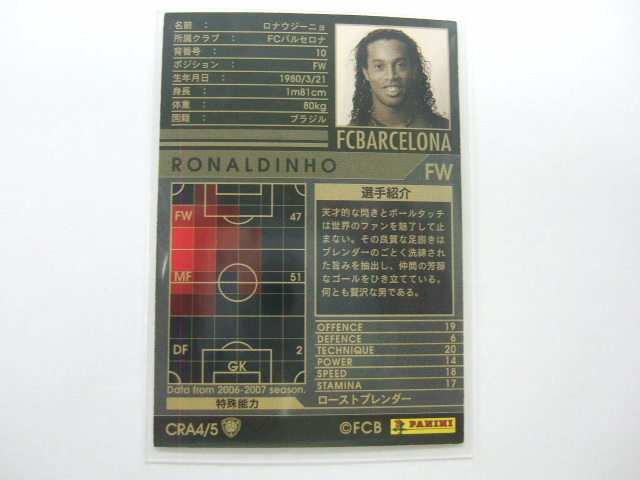 名前 ： ロナウジーニョ
所属クラブ ： FCバルセロナ
背番号 ： 10
ポジション ： FW
生年月日 ： 1980/3/21
身長 ： 1m81cm
体重 ： 80kg
国籍 ： ブラジル
FCBARCELONA
RONALDINHO
FW
FW 47
MF 51
DF 2
GK
Data from 2006-2007 season.
選手紹介
天才的な閃きとボールタッチ
は世界のファンを魅了して止
まない。その良質な足捌きは
ブレンダーのごとく洗練され
た旨みを抽出し、仲間の芳醇
なゴールをひき立てている。
何とも贅沢な男である。
OFFENCE 19
DEFENCE 6
TECHNIQUE 20
POWER 14
SPEED 18
STAMINA 17
特殊能力
ローストブレンダー
CRA4/5
©FCB
PANINI